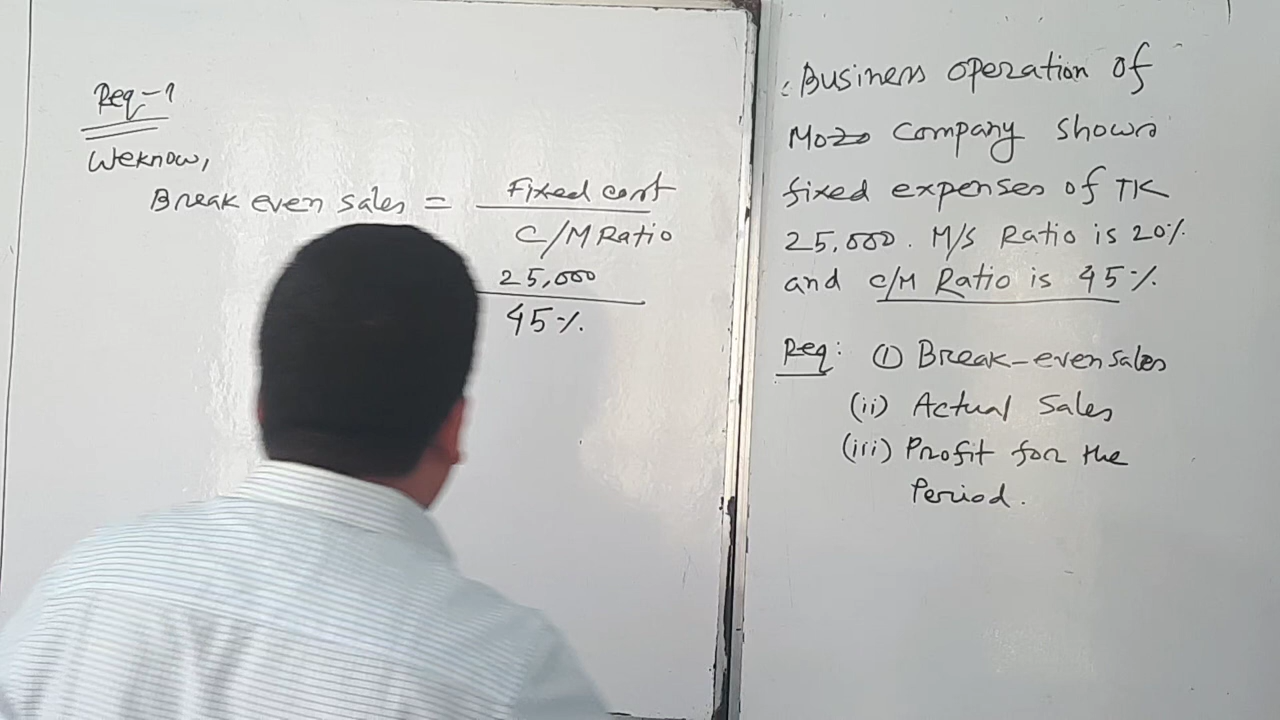 Req-1
We know,
Break even sales = Fixed cost
C/M Ratio
25,000
45%
Business operation of
Mozo Company shows
fixed expenses of TK
25,000. M/S Ratio is 20%
and C/M Ratio is 45%.
Req: (i) Break-even sales
(ii) Actual Sales
(iii) Profit for the
Period.